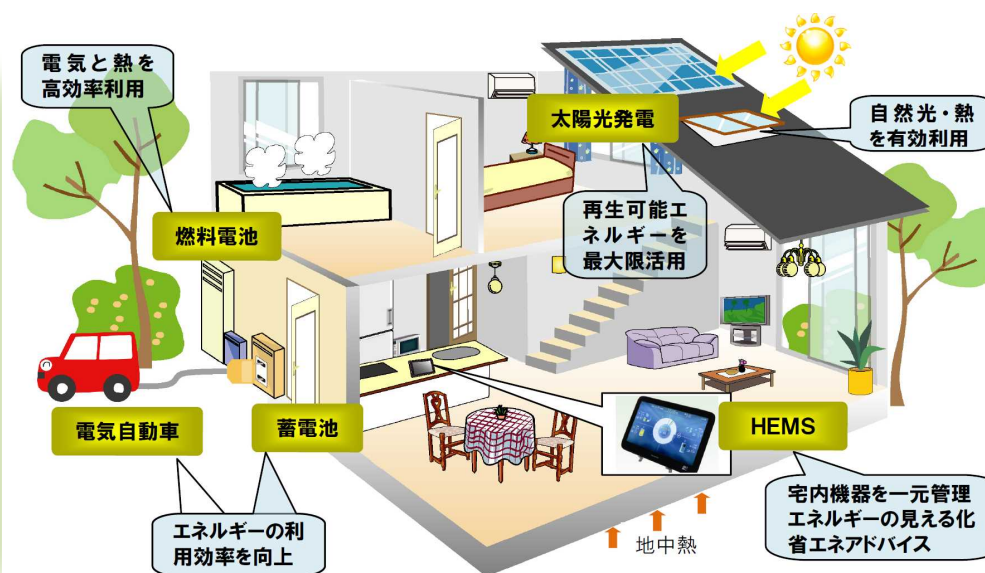 電気と熱を
高効率利用
太陽光発電
自然光・熱
を有効利用
燃料電池
再生可能エ
ネルギーを
最大限活用
電気自動車
蓄電池
HEMS
エネルギーの利
用効率を向上
地中熱
宅内機器を一元管理
エネルギーの見える化
省エネアドバイス